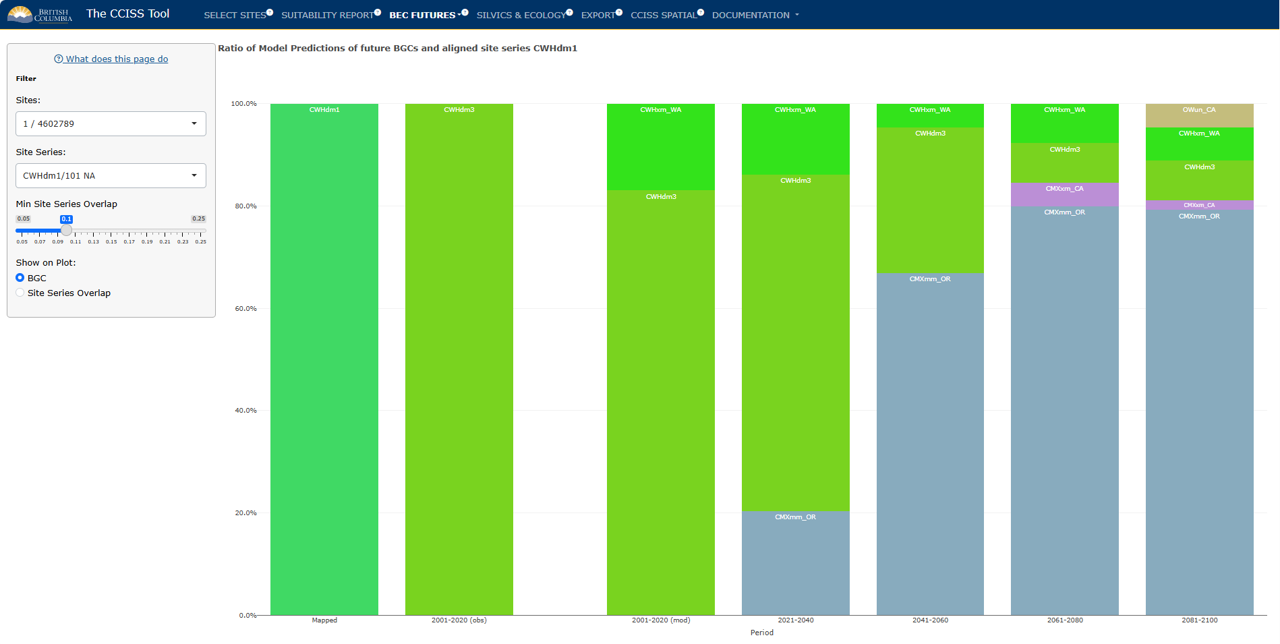 BRITISH
COLUMBIA
The CCISS Tool
SELECT SITES
SUITABILITY REPORT
BEC FUTURES
SILVICS & ECOLOGY
EXPORT
CCISS SPATIAL
DOCUMENTATION
What does this page do
Filter
Sites:
1 / 4602789
Site Series:
CWHdm1/101 NA
Min Site Series Overlap
0.05 0.1 0.25
0.05 0.07 0.09 0.11 0.13 0.15 0.17 0.19 0.21 0.23 0.25
Show on Plot:
BGC
Site Series Overlap
Ratio of Model Predictions of future BGCs and aligned site series CWHdm1
100.0%
80.0%
60.0%
40.0%
20.0%
0.0%
CWHdm1
CWHdm3
CWHxm_WA
CWHdm3
CWHxm_WA
CWHdm3
CMXmm_OR
CWHxm_WA
CWHdm3
CMXmm_OR
CWHxm_WA
CWHdm3
CMXxm_CA
CMXmm_OR
OWun_CA
CWHxm_WA
CWHdm3
CMXxm_CA
CMXmm_OR
Mapped 2001-2020 (obs) 2001-2020 (mod) 2021-2040 2041-2060 2061-2080 2081-2100
Period